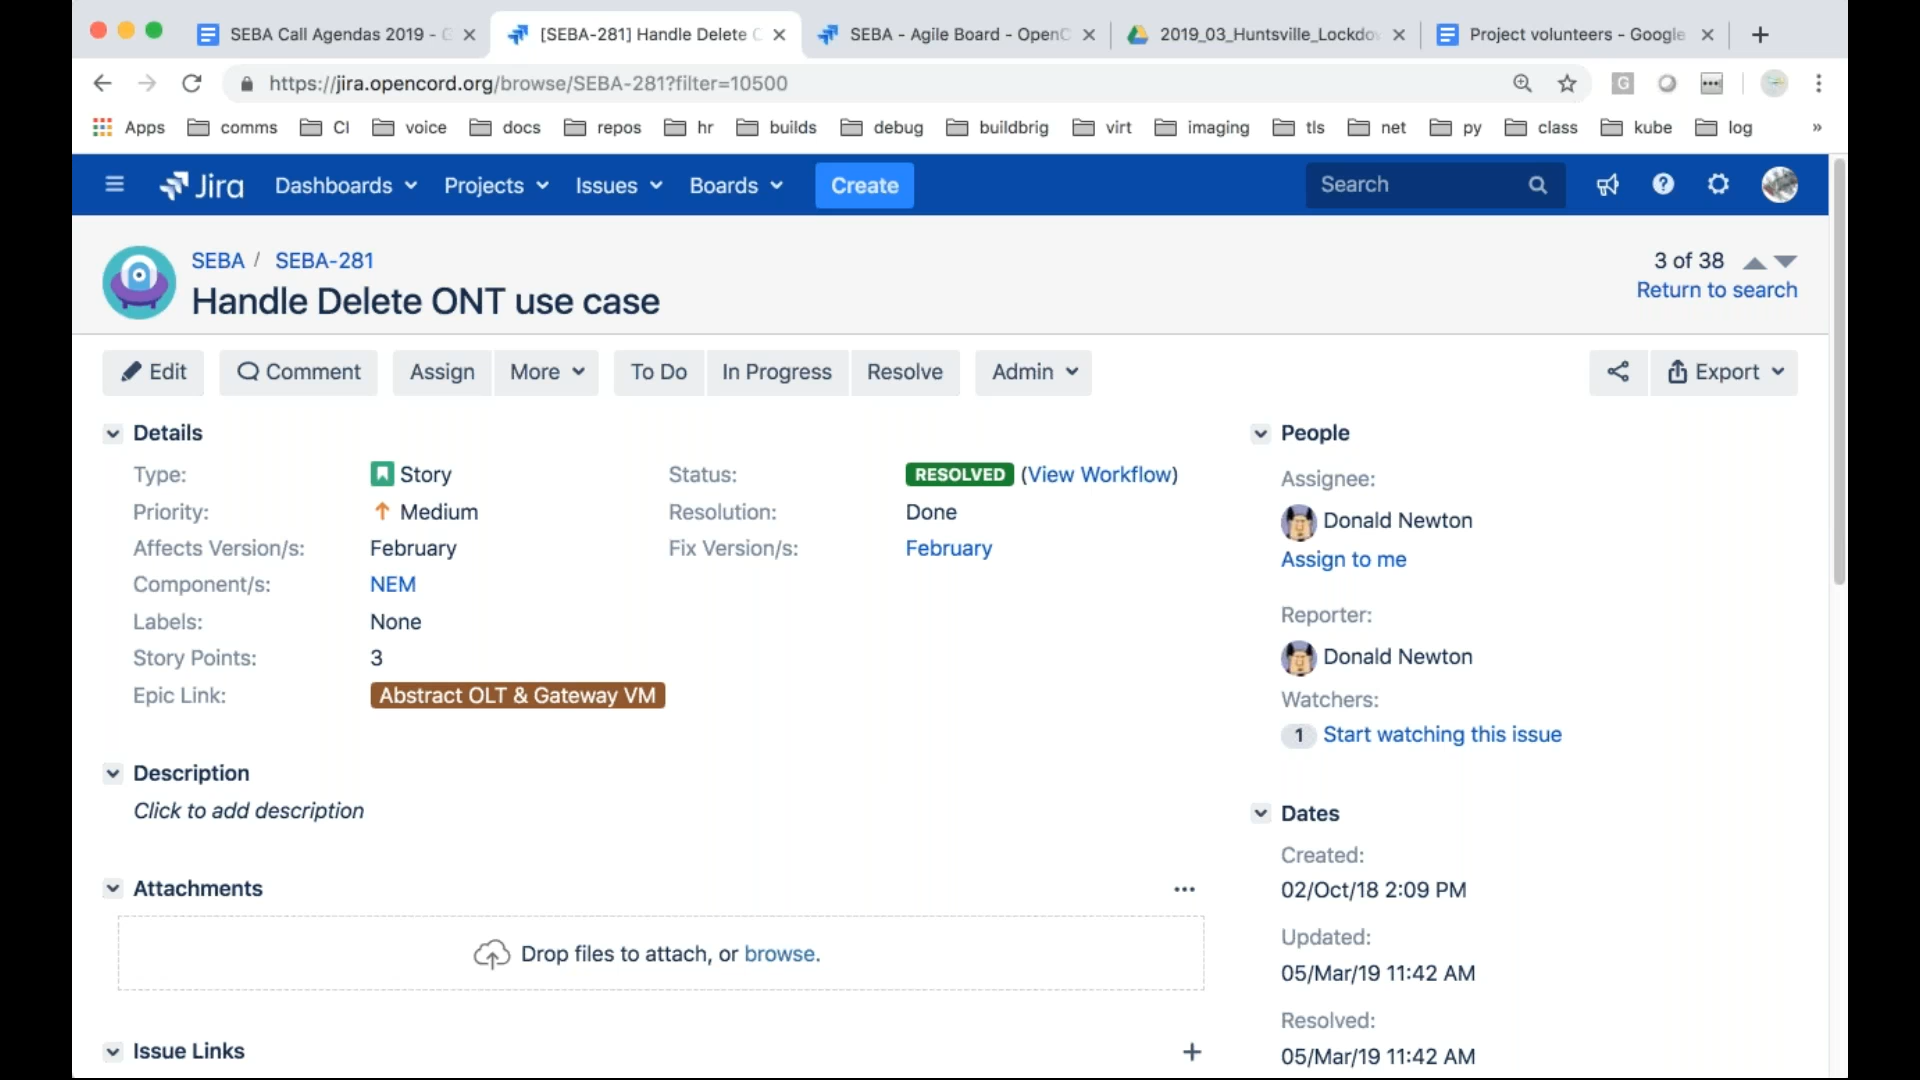 SEBA Call Agendas 2019 - G
[SEBA-281] Handle Delete O
SEBA - Agile Board - OpenC
2019_03_Huntsville_Lockdo
Project volunteers - Google
https://jira.opencord.org/browse/SEBA-281?filter=10500
G
Apps comms CI voice docs repos hr builds debug buildbrig virt imaging tls net py class kube log »
Jira Dashboards Projects Issues Boards Create Search
SEBA / SEBA-281
Handle Delete ONT use case
3 of 38
Return to search
Edit Comment Assign More To Do In Progress Resolve Admin Export
Details
Type: Story Status: RESOLVED (View Workflow)
Priority: Medium Resolution: Done
Affects Version/s: February Fix Version/s: February
Component/s: NEM
Labels: None
Story Points: 3
Epic Link: Abstract OLT & Gateway VM
Description
Click to add description
Attachments
Drop files to attach, or browse.
Issue Links
People
Assignee:
Donald Newton
Assign to me
Reporter:
Donald Newton
Watchers:
1 Start watching this issue
Dates
Created:
02/Oct/18 2:09 PM
Updated:
05/Mar/19 11:42 AM
Resolved:
05/Mar/19 11:42 AM